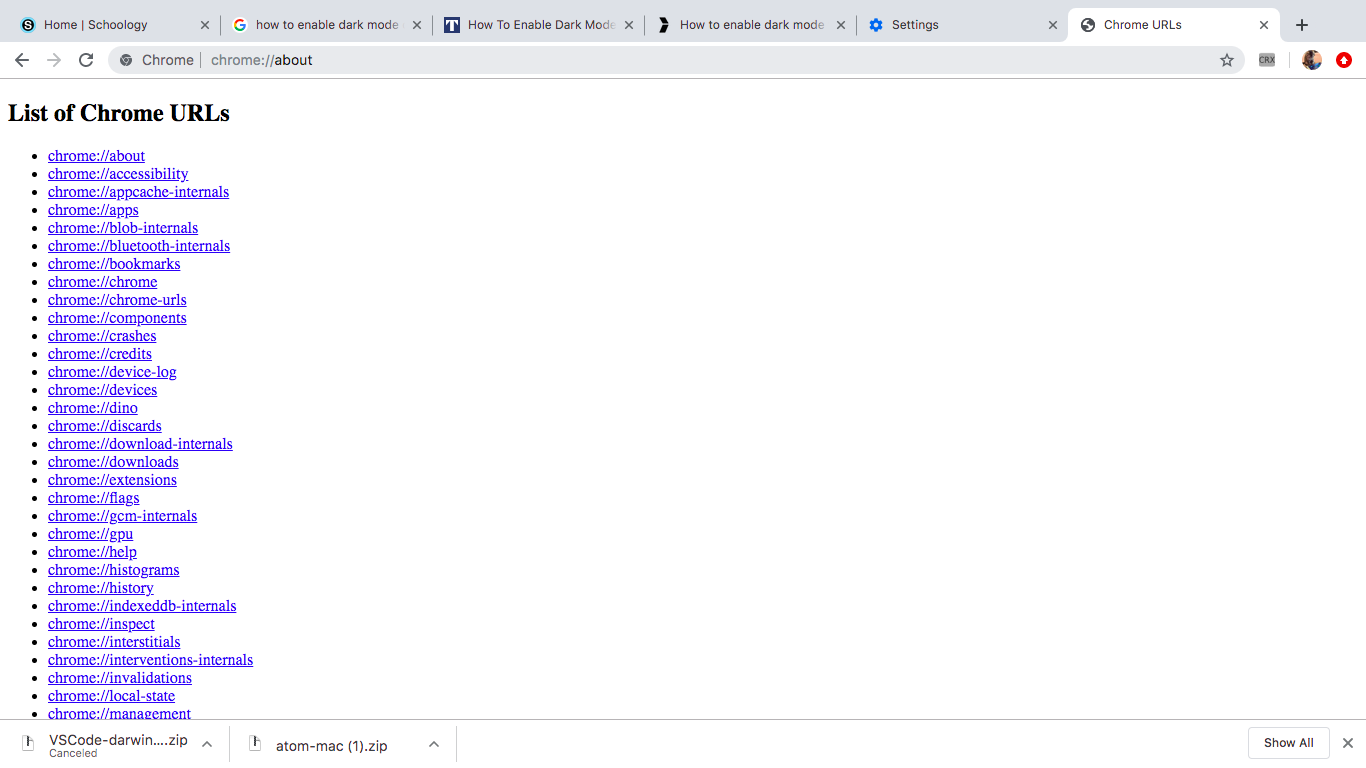 Home | Schoology
how to enable dark mode
How To Enable Dark Mode
How to enable dark mode
Settings
Chrome URLs
Chrome chrome://about
CRX
List of Chrome URLs
chrome://about
chrome://accessibility
chrome://appcache-internals
chrome://apps
chrome://blob-internals
chrome://bluetooth-internals
chrome://bookmarks
chrome://chrome
chrome://chrome-urls
chrome://components
chrome://crashes
chrome://credits
chrome://device-log
chrome://devices
chrome://dino
chrome://discards
chrome://download-internals
chrome://downloads
chrome://extensions
chrome://flags
chrome://gcm-internals
chrome://gpu
chrome://help
chrome://histograms
chrome://history
chrome://indexeddb-internals
chrome://inspect
chrome://interstitials
chrome://interventions-internals
chrome://invalidations
chrome://local-state
chrome://management
VSCode-darwin....zip
Canceled
atom-mac (1).zip
Show All